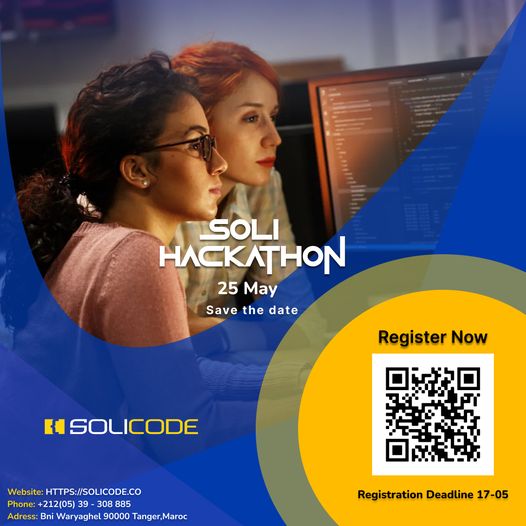 SOLI
HACKATHON
25 May
Save the date
Register Now
SOLICODE
Registration Deadline 17-05
Website: HTTPS://SOLICODE.CO
Phone: +212(05) 39 - 308 885
Adress: Bni Waryaghel 90000 Tanger,Maroc